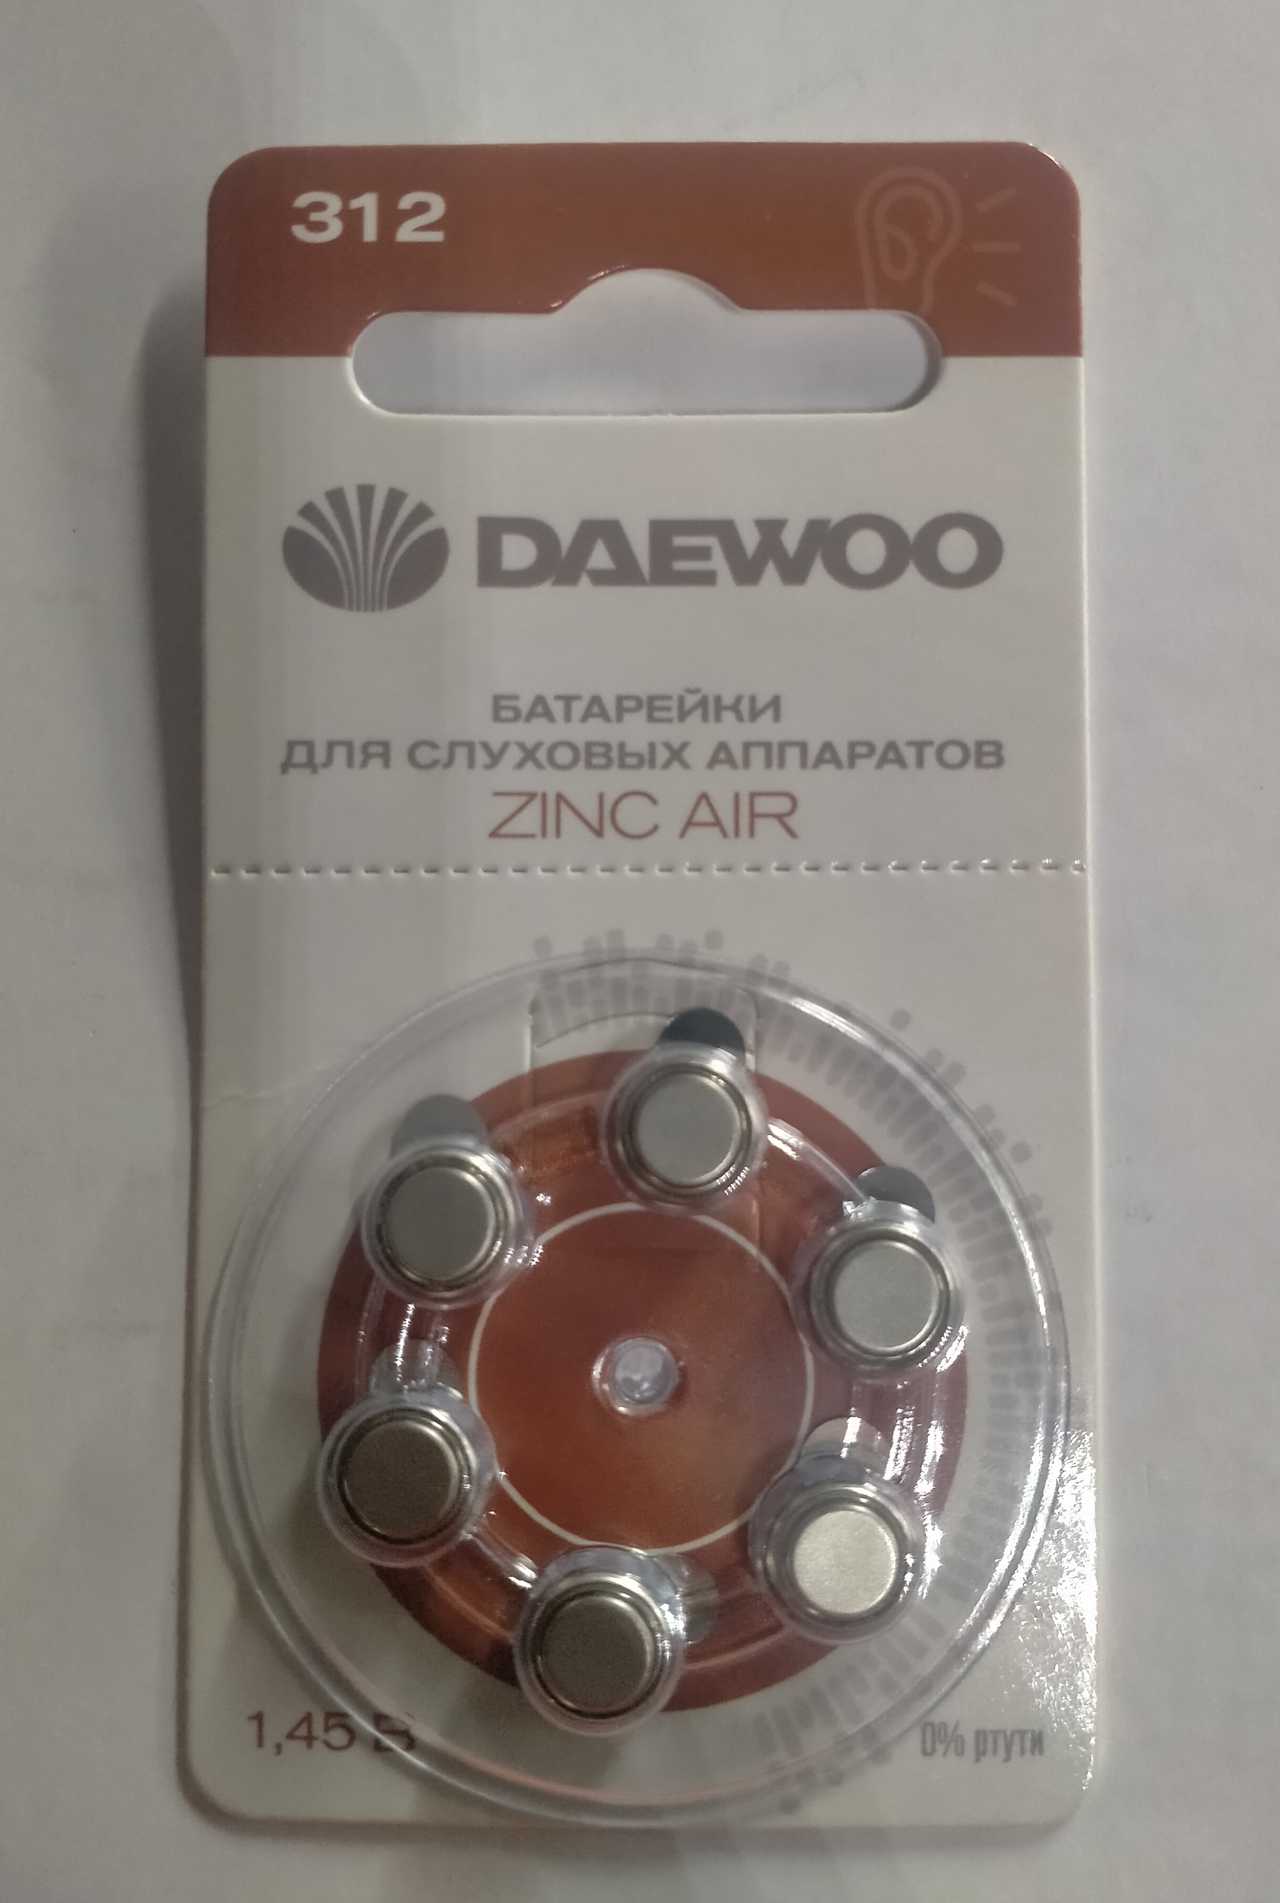 312
DAEWOO
БАТАРЕЙКИ
ДЛЯ СЛУХОВЫХ АППАРАТОВ
ZINC AIR
1,45 В
0% ртути